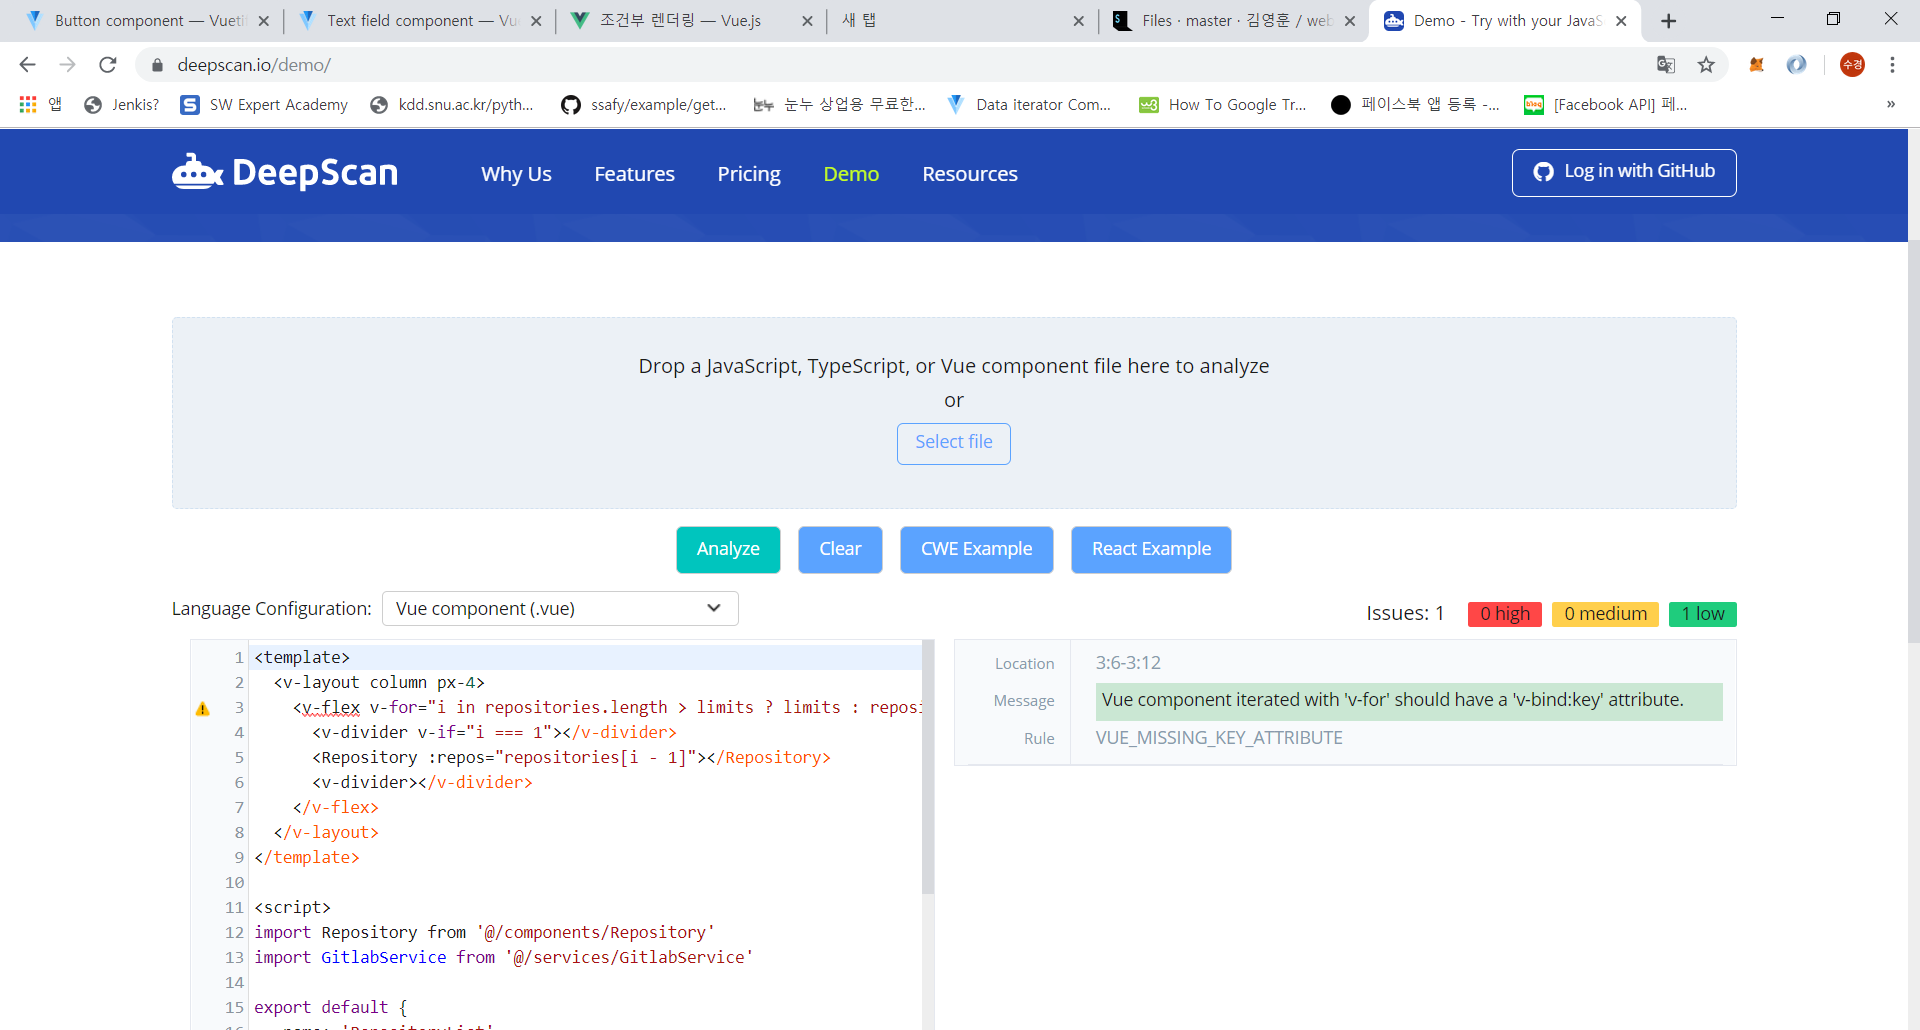 Button component — Vueti
Text field component — Vue
조건부 렌더링 — Vue.js
새 탭
Files · master · 김영훈 / web
Demo - Try with your JavaS
deepscan.io/demo/
수경
앱
Jenkis?
SW Expert Academy
kdd.snu.ac.kr/pyth...
ssafy/example/get...
눈누
눈누 상업용 무료한...
Data iterator Com...
How To Google Tr...
페이스북 앱 등록 -...
blog
[Facebook API] 페...
»
DeepScan
Why Us
Features
Pricing
Demo
Resources
Log in with GitHub
Drop a JavaScript, TypeScript, or Vue component file here to analyze
or
Select file
Analyze
Clear
CWE Example
React Example
Language Configuration:
Vue component (.vue)
Issues: 1
0 high
0 medium
1 low
1 <template>
2 <v-layout column px-4>
3 <v-flex v-for="i in repositories.length > limits ? limits : reposi
4 <v-divider v-if="i === 1"></v-divider>
5 <Repository :repos="repositories[i - 1]"></Repository>
6 <v-divider></v-divider>
7 </v-flex>
8 </v-layout>
9 </template>
10
11 <script>
12 import Repository from '@/components/Repository'
13 import GitlabService from '@/services/GitlabService'
14
15 export default {
Location
3:6-3:12
Message
Vue component iterated with 'v-for' should have a 'v-bind:key' attribute.
Rule
VUE_MISSING_KEY_ATTRIBUTE